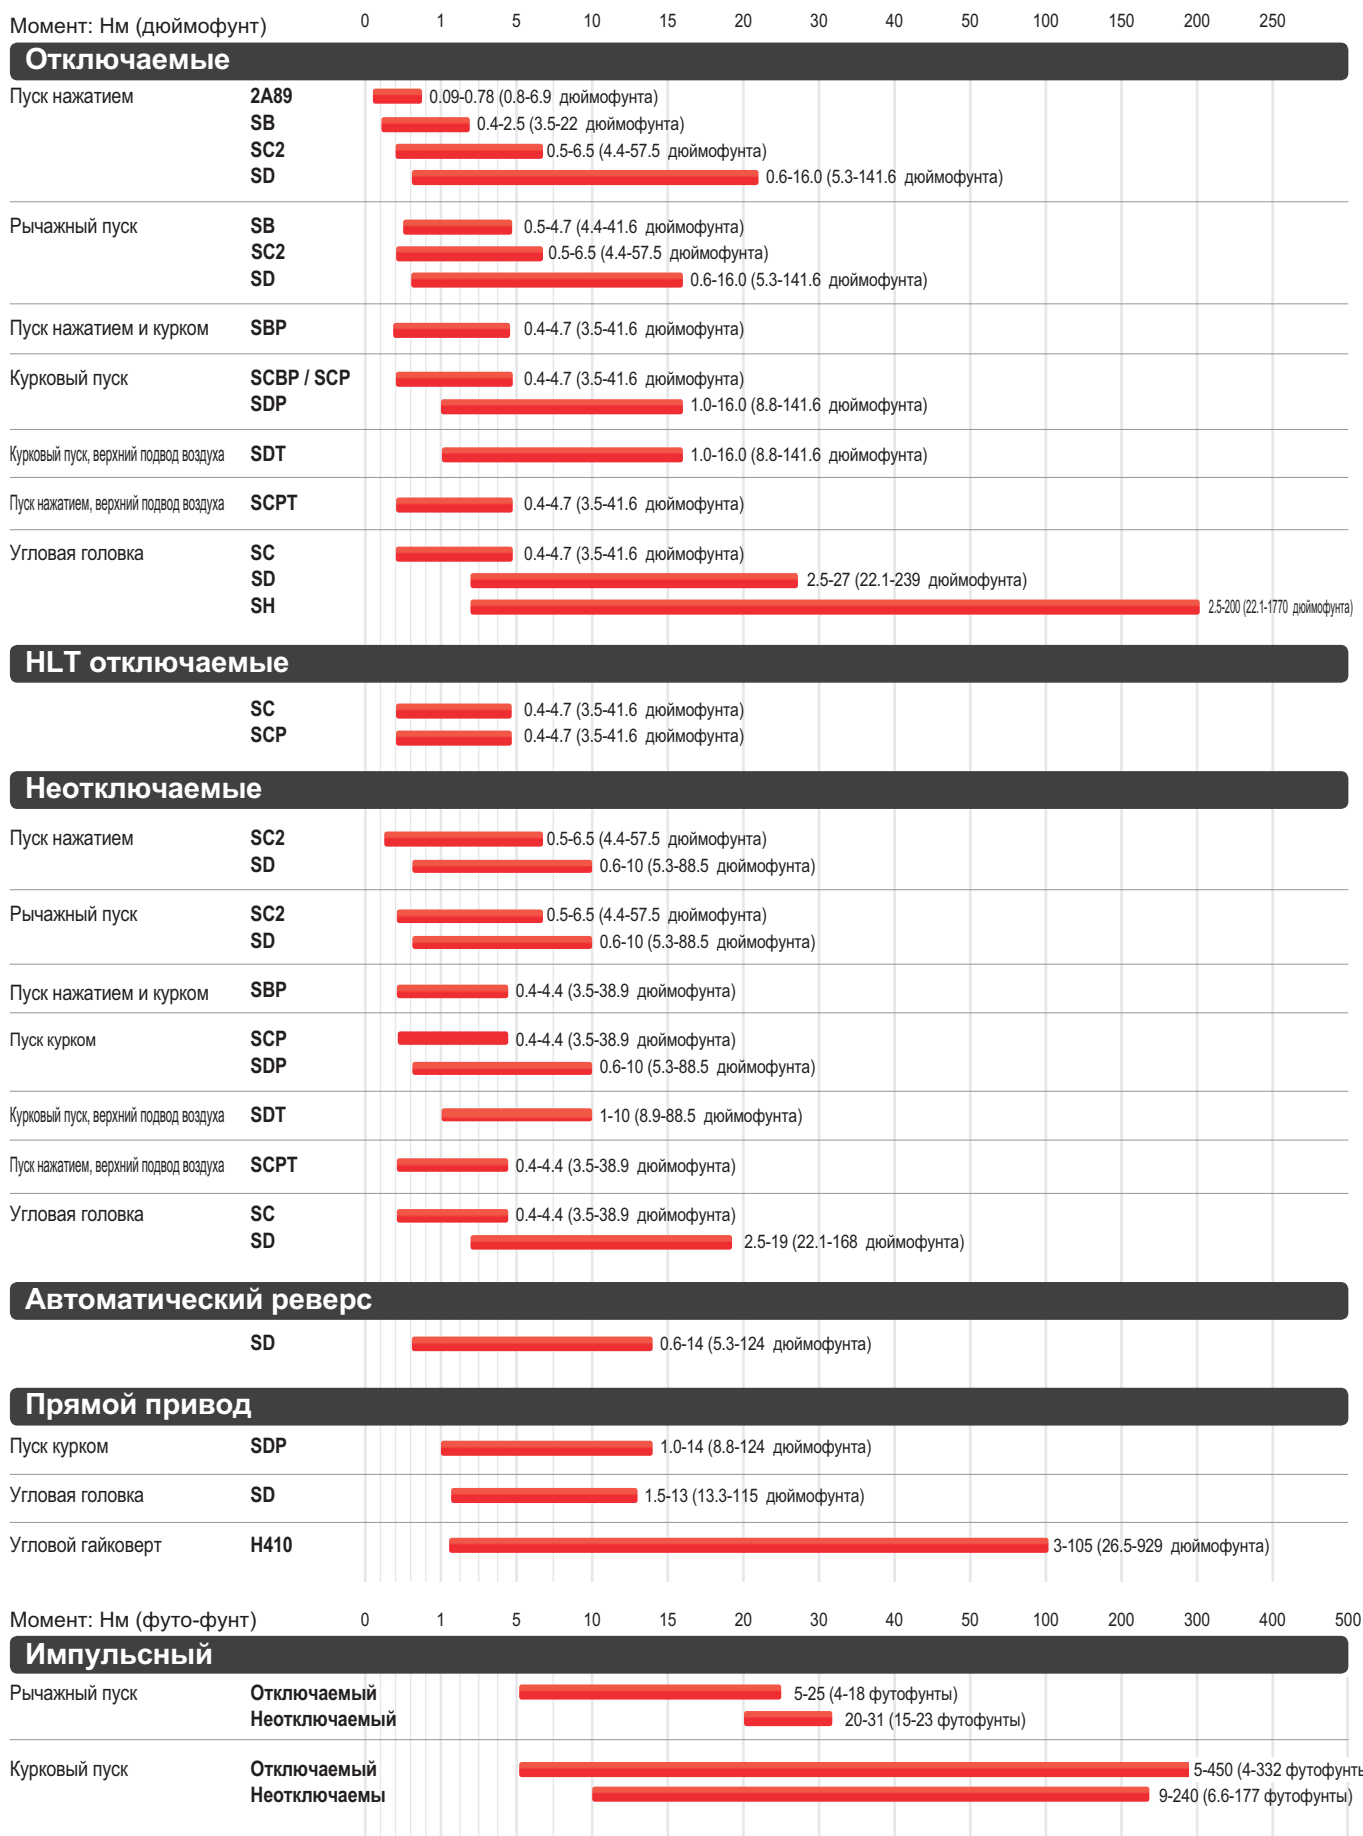 Момент: Нм (дюймофунт) 0 1 5 10 15 20 30 40 50 100 150 200 250
Отключаемые
Пуск нажатием 2A89 0.09-0.78 (0.8-6.9 дюймофунта)
SB 0.4-2.5 (3.5-22 дюймофунта)
SC2 0.5-6.5 (4.4-57.5 дюймофунта)
SD 0.6-16.0 (5.3-141.6 дюймофунта)
Рычажный пуск SB 0.5-4.7 (4.4-41.6 дюймофунта)
SC2 0.5-6.5 (4.4-57.5 дюймофунта)
SD 0.6-16.0 (5.3-141.6 дюймофунта)
Пуск нажатием и курком SBP 0.4-4.7 (3.5-41.6 дюймофунта)
Курковый пуск SCBP / SCP 0.4-4.7 (3.5-41.6 дюймофунта)
SDP 1.0-16.0 (8.8-141.6 дюймофунта)
Курковый пуск, верхний подвод воздуха SDT 1.0-16.0 (8.8-141.6 дюймофунта)
Пуск нажатием, верхний подвод воздуха SCPT 0.4-4.7 (3.5-41.6 дюймофунта)
Угловая головка SC 0.4-4.7 (3.5-41.6 дюймофунта)
SD 2.5-27 (22.1-239 дюймофунта)
SH 2.5-200 (22.1-1770 дюймофунта)
HLT отключаемые
SC 0.4-4.7 (3.5-41.6 дюймофунта)
SCP 0.4-4.7 (3.5-41.6 дюймофунта)
Неотключаемые
Пуск нажатием SC2 0.5-6.5 (4.4-57.5 дюймофунта)
SD 0.6-10 (5.3-88.5 дюймофунта)
Рычажный пуск SC2 0.5-6.5 (4.4-57.5 дюймофунта)
SD 0.6-10 (5.3-88.5 дюймофунта)
Пуск нажатием и курком SBP 0.4-4.4 (3.5-38.9 дюймофунта)
Пуск курком SCP 0.4-4.4 (3.5-38.9 дюймофунта)
SDP 0.6-10 (5.3-88.5 дюймофунта)
Курковый пуск, верхний подвод воздуха SDT 1-10 (8.9-88.5 дюймофунта)
Пуск нажатием, верхний подвод воздуха SCPT 0.4-4.4 (3.5-38.9 дюймофунта)
Угловая головка SC 0.4-4.4 (3.5-38.9 дюймофунта)
SD 2.5-19 (22.1-168 дюймофунта)
Автоматический реверс
SD 0.6-14 (5.3-124 дюймофунта)
Прямой привод
Пуск курком SDP 1.0-14 (8.8-124 дюймофунта)
Угловая головка SD 1.5-13 (13.3-115 дюймофунта)
Угловой гайковерт H410 3-105 (26.5-929 дюймофунта)
Момент: Нм (футо-фунт) 0 1 5 10 15 20 30 40 50 100 200 300 400 500
Импульсный
Рычажный пуск Отключаемый 5-25 (4-18 футофунты)
Неотключаемый 20-31 (15-23 футофунты)
Курковый пуск Отключаемый 5-450 (4-332 футофунты
Неотключаемы 9-240 (6.6-177 футофунты)